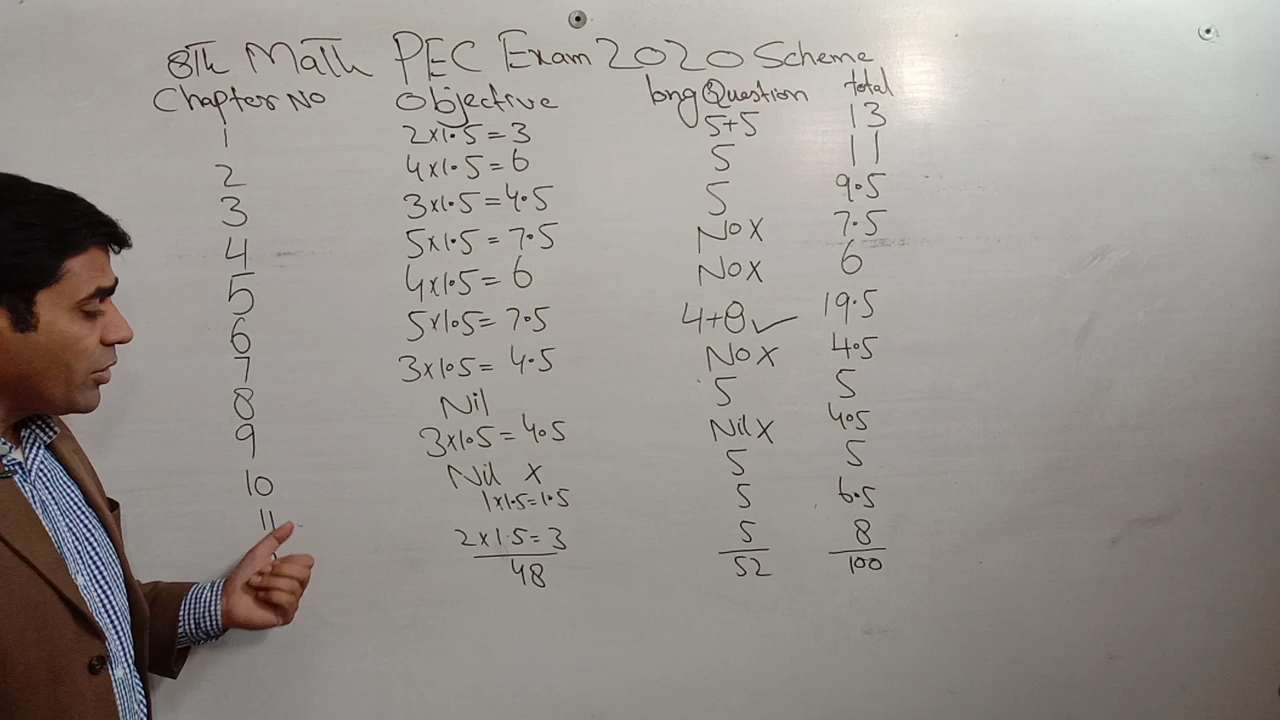 8Th Math PEC Exam 2020 Scheme
Chapter No Objective long Question total
1 2x1.5=3 5+5 13
2 4x1.5=6 5 11
3 3x1.5=4.5 5 9.5
4 5x1.5=7.5 No x 7.5
5 4x1.5=6 No x 6
6 5x1.5=7.5 4+8 ✓ 19.5
7 3x1.5=4.5 No x 4.5
8 Nil 5 5
9 3x1.5=4.5 Nil x 4.5
10 Nil x 5 5
11 1x1.5=1.5 5 6.5
2x1.5=3 5 8
48 52 100